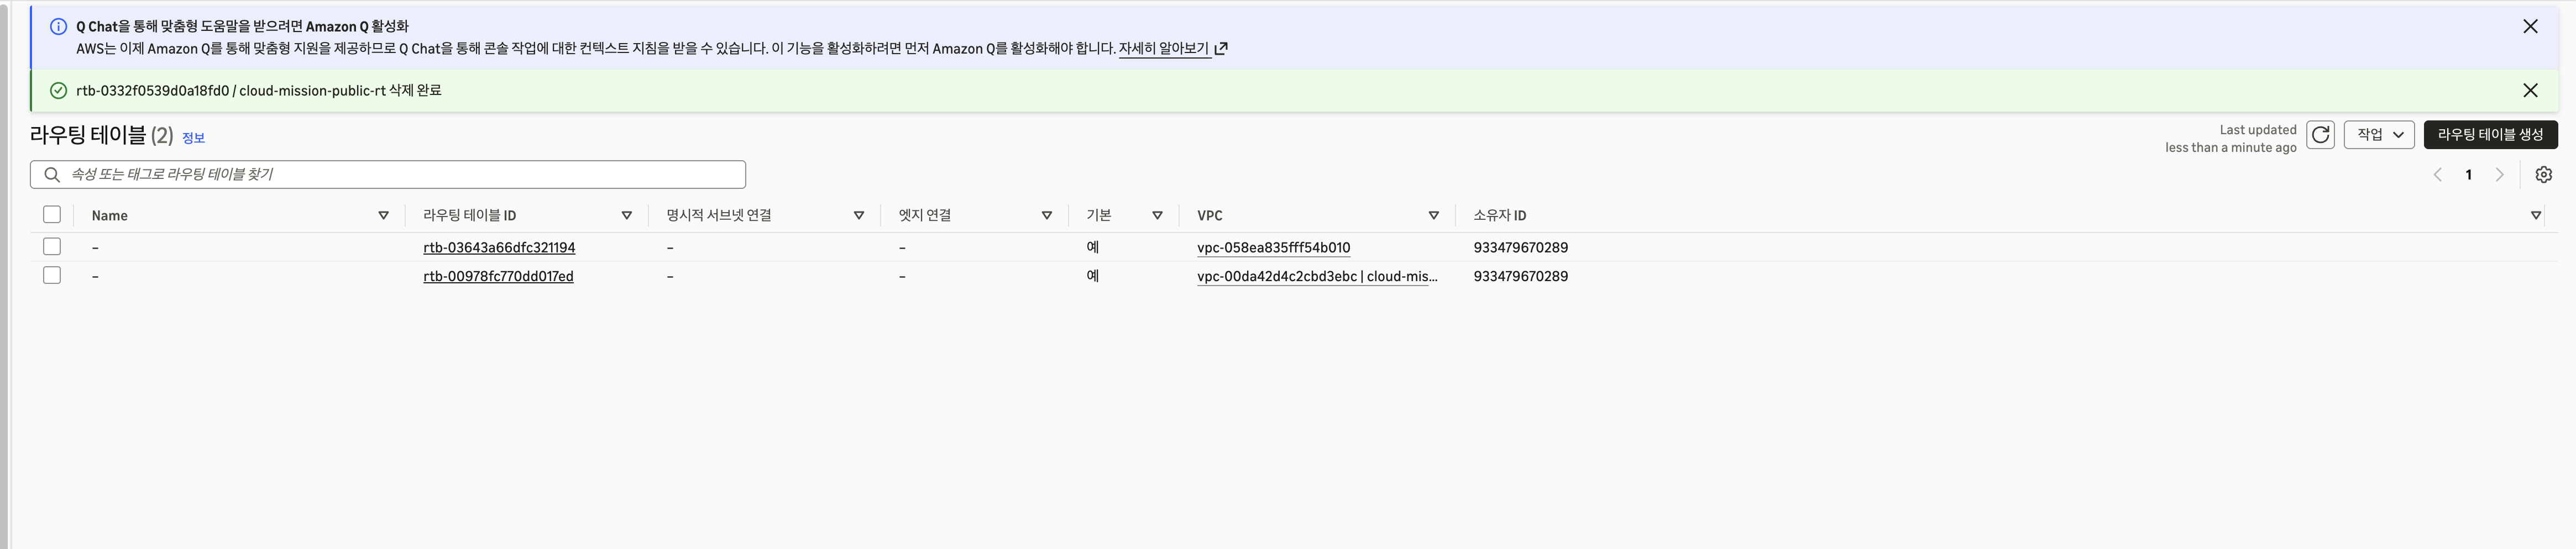 Q Chat을 통해 맞춤형 도움말을 받으려면 Amazon Q 활성화
AWS는 이제 Amazon Q를 통해 맞춤형 지원을 제공하므로 Q Chat을 통해 콘솔 작업에 대한 컨텍스트 지침을 받을 수 있습니다. 이 기능을 활성화하려면 먼저 Amazon Q를 활성화해야 합니다. 자세히 알아보기
rtb-0332f0539d0a18fd0 / cloud-mission-public-rt 삭제 완료
라우팅 테이블 (2) 정보
Last updated
less than a minute ago
작업
라우팅 테이블 생성
속성 또는 태그로 라우팅 테이블 찾기
1
Name 라우팅 테이블 ID 명시적 서브넷 연결 엣지 연결 기본 VPC 소유자 ID
– rtb-03643a66dfc321194 – – 예 vpc-058ea835fff54b010 933479670289
– rtb-00978fc770dd017ed – – 예 vpc-00da42d4c2cbd3ebc | cloud-mis... 933479670289